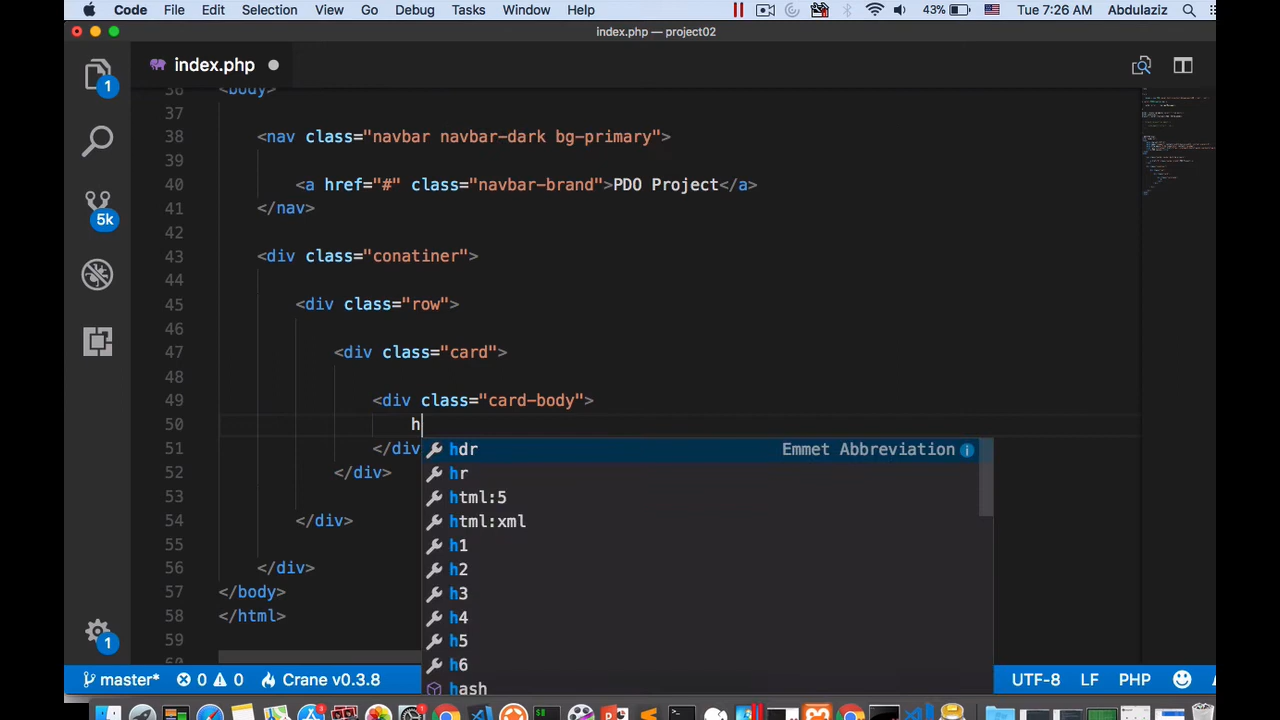 Code File Edit Selection View Go Debug Tasks Window Help 43% Tue 7:26 AM Abdulaziz
index.php — project02
1 index.php
36 <body>
37
38 <nav class="navbar navbar-dark bg-primary">
39
40 <a href="#" class="navbar-brand">PDO Project</a>
41 </nav>
42
43 <div class="conatiner">
44
45 <div class="row">
46
47 <div class="card">
48
49 <div class="card-body">
50 h
51 </div
52 </div>
53
54 </div>
55
56 </div>
57 </body>
58 </html>
59
60
hdr Emmet Abbreviation
hr
html:5
html:xml
h1
h2
h3
h4
h5
h6
hash
5k
1
master* 0 0 Crane v0.3.8 UTF-8 LF PHP